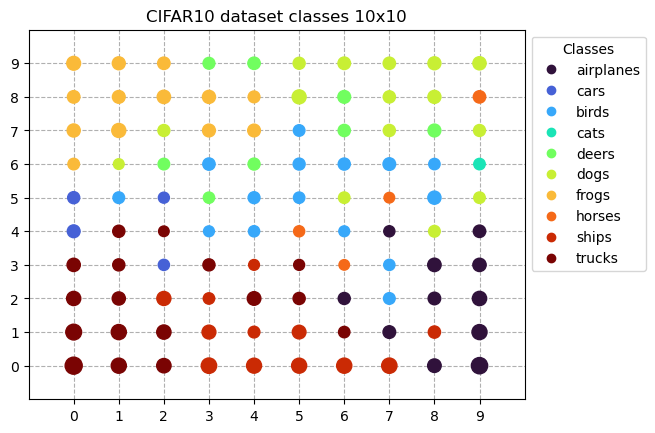 CIFAR10 dataset classes 10x10
9
8
7
6
5
4
3
2
1
0
0 1 2 3 4 5 6 7 8 9
Classes
airplanes
cars
birds
cats
deers
dogs
frogs
horses
ships
trucks